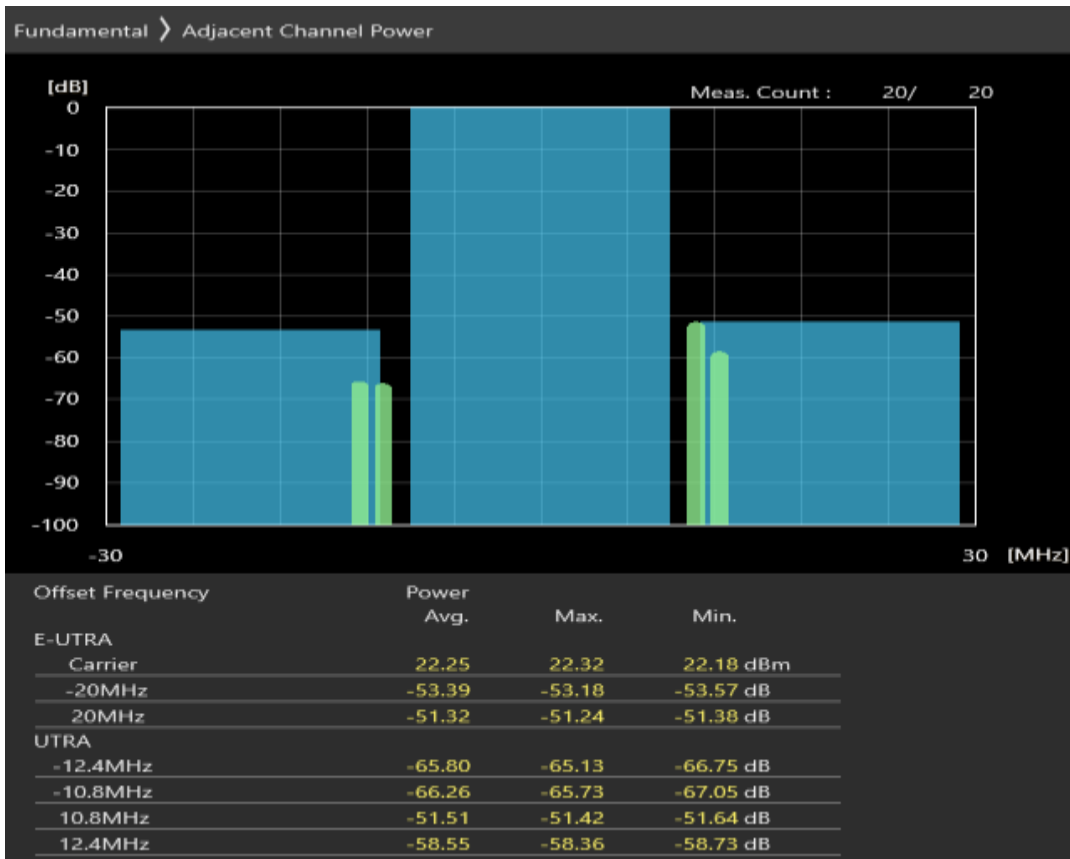 Fundamental ❯ Adjacent Channel Power
[dB]
Meas. Count : 20/ 20
0
-10
-20
-30
-40
-50
-60
-70
-80
-90
-100
-30 30 [MHz]
Offset Frequency Power
Avg. Max. Min.
E-UTRA
Carrier 22.25 22.32 22.18 dBm
-20MHz -53.39 -53.18 -53.57 dB
20MHz -51.32 -51.24 -51.38 dB
UTRA
-12.4MHz -65.80 -65.13 -66.75 dB
-10.8MHz -66.26 -65.73 -67.05 dB
10.8MHz -51.51 -51.42 -51.64 dB
12.4MHz -58.55 -58.36 -58.73 dB